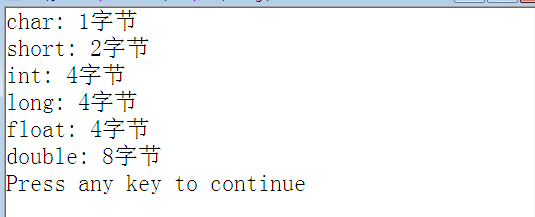 char: 1字节
short: 2字节
int: 4字节
long: 4字节
float: 4字节
double: 8字节
Press any key to continue